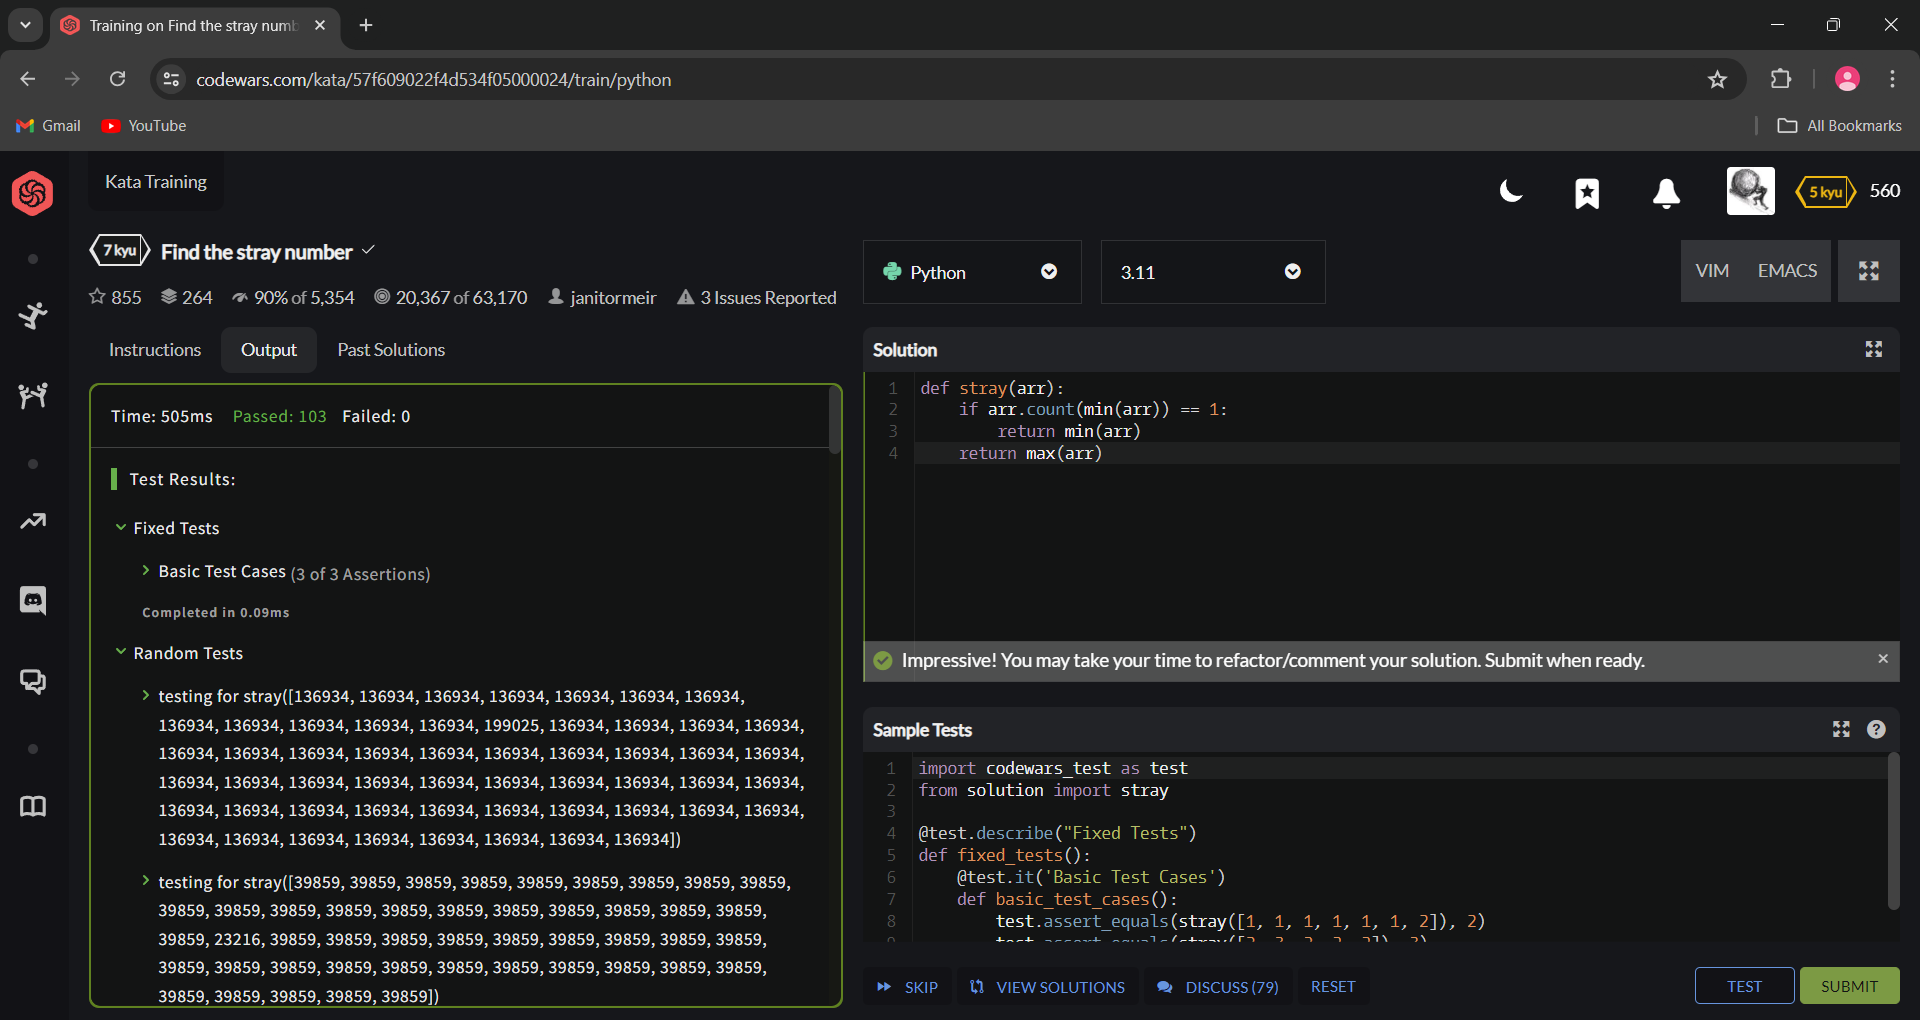 Training on Find the stray numb
codewars.com/kata/57f609022f4d534f05000024/train/python
Gmail YouTube All Bookmarks
Kata Training
5 kyu 560
7 kyu Find the stray number
855 264 90% of 5,354 20,367 of 63,170 janitormeir 3 Issues Reported
Python 3.11 VIM EMACS
Instructions Output Past Solutions
Time: 505ms Passed: 103 Failed: 0
Test Results:
Fixed Tests
Basic Test Cases (3 of 3 Assertions)
Completed in 0.09ms
Random Tests
testing for stray([136934, 136934, 136934, 136934, 136934, 136934, 136934,
136934, 136934, 136934, 136934, 136934, 199025, 136934, 136934, 136934, 136934,
136934, 136934, 136934, 136934, 136934, 136934, 136934, 136934, 136934, 136934,
136934, 136934, 136934, 136934, 136934, 136934, 136934, 136934, 136934, 136934,
136934, 136934, 136934, 136934, 136934, 136934, 136934, 136934, 136934, 136934,
136934, 136934, 136934, 136934, 136934, 136934, 136934, 136934])
testing for stray([39859, 39859, 39859, 39859, 39859, 39859, 39859, 39859, 39859,
39859, 39859, 39859, 39859, 39859, 39859, 39859, 39859, 39859, 39859, 39859,
39859, 23216, 39859, 39859, 39859, 39859, 39859, 39859, 39859, 39859, 39859,
39859, 39859, 39859, 39859, 39859, 39859, 39859, 39859, 39859, 39859, 39859,
39859, 39859, 39859, 39859, 39859])
Solution
1 def stray(arr):
2 if arr.count(min(arr)) == 1:
3 return min(arr)
4 return max(arr)
Impressive! You may take your time to refactor/comment your solution. Submit when ready.
Sample Tests
1 import codewars_test as test
2 from solution import stray
3
4 @test.describe("Fixed Tests")
5 def fixed_tests():
6 @test.it('Basic Test Cases')
7 def basic_test_cases():
8 test.assert_equals(stray([1, 1, 1, 1, 1, 1, 2]), 2)
SKIP VIEW SOLUTIONS DISCUSS (79) RESET TEST SUBMIT